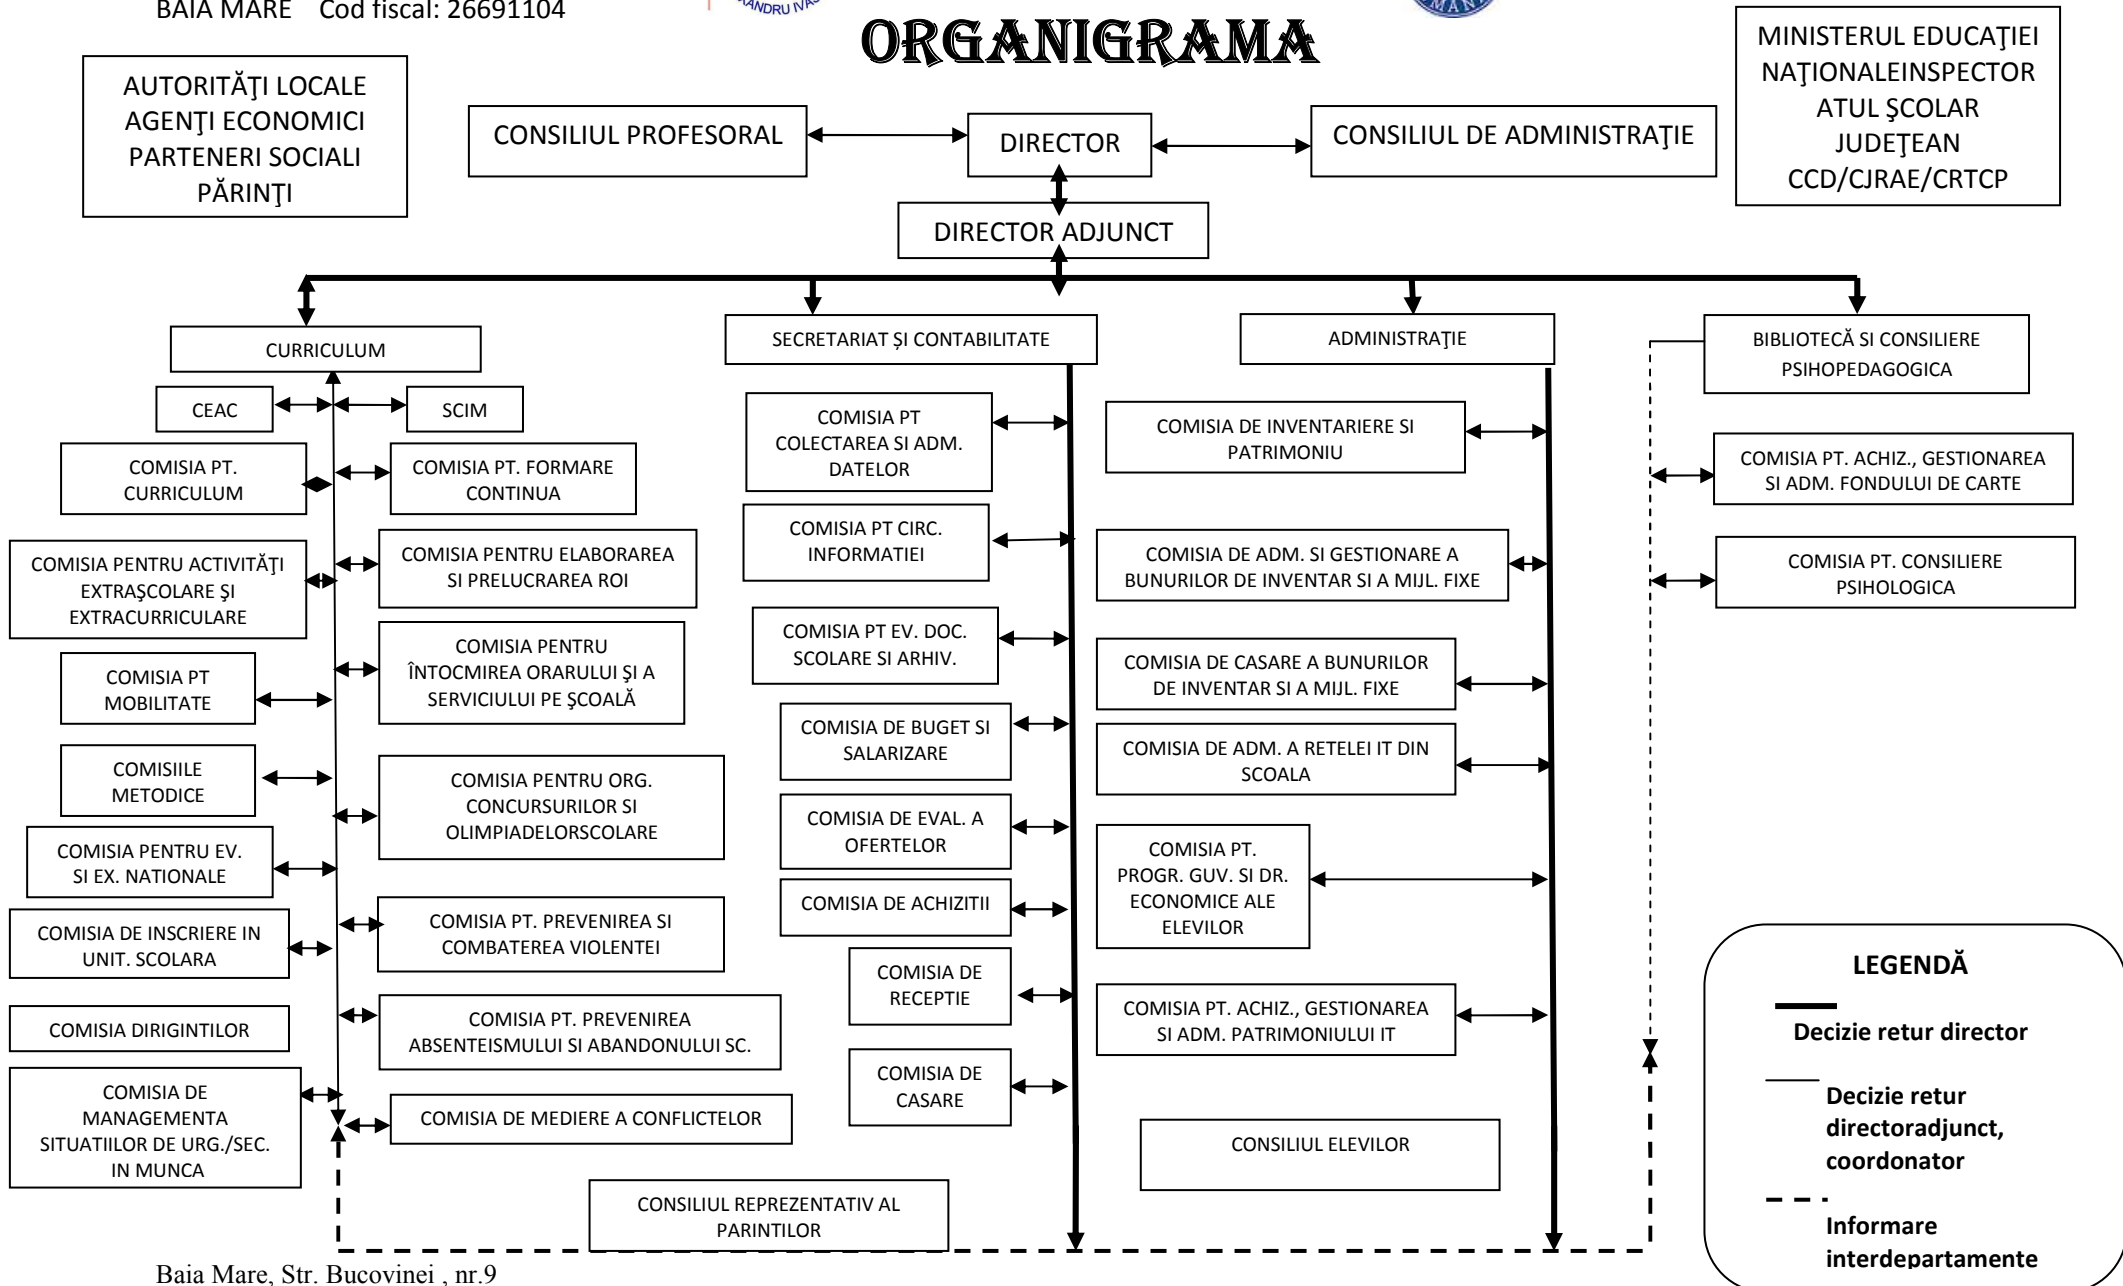 BAIA MARE Cod fiscal: 26691104
ORGANIGRAMA
AUTORITĂŢI LOCALE
AGENŢI ECONOMICI
PARTENERI SOCIALI
PĂRINŢI
CONSILIUL PROFESORAL
DIRECTOR
CONSILIUL DE ADMINISTRAŢIE
MINISTERUL EDUCAŢIEI
NAŢIONALEINSPECTOR
ATUL ŞCOLAR
JUDEŢEAN
CCD/CJRAE/CRTCP
DIRECTOR ADJUNCT
CURRICULUM
SECRETARIAT ȘI CONTABILITATE
ADMINISTRAŢIE
BIBLIOTECĂ SI CONSILIERE
PSIHOPEDAGOGICA
CEAC
SCIM
COMISIA PT.
CURRICULUM
COMISIA PT. FORMARE
CONTINUA
COMISIA PENTRU ACTIVITĂŢI
EXTRAŞCOLARE ŞI
EXTRACURRICULARE
COMISIA PENTRU ELABORAREA
SI PRELUCRAREA ROI
COMISIA PT
MOBILITATE
COMISIA PENTRU
ÎNTOCMIREA ORARULUI ŞI A
SERVICIULUI PE ŞCOALĂ
COMISIILE
METODICE
COMISIA PENTRU ORG.
CONCURSURILOR SI
OLIMPIADELORSCOLARE
COMISIA PENTRU EV.
SI EX. NATIONALE
COMISIA DE INSCRIERE IN
UNIT. SCOLARA
COMISIA PT. PREVENIREA SI
COMBATEREA VIOLENTEI
COMISIA DIRIGINTILOR
COMISIA PT. PREVENIREA
ABSENTEISMULUI SI ABANDONULUI SC.
COMISIA DE
MANAGEMENTA
SITUATIILOR DE URG./SEC.
IN MUNCA
COMISIA DE MEDIERE A CONFLICTELOR
COMISIA PT
COLECTAREA SI ADM.
DATELOR
COMISIA PT CIRC.
INFORMATIEI
COMISIA PT EV. DOC.
SCOLARE SI ARHIV.
COMISIA DE BUGET SI
SALARIZARE
COMISIA DE EVAL. A
OFERTELOR
COMISIA DE ACHIZITII
COMISIA DE
RECEPTIE
COMISIA DE
CASARE
COMISIA DE INVENTARIERE SI
PATRIMONIU
COMISIA DE ADM. SI GESTIONARE A
BUNURILOR DE INVENTAR SI A MIJL. FIXE
COMISIA DE CASARE A BUNURILOR
DE INVENTAR SI A MIJL. FIXE
COMISIA DE ADM. A RETELEI IT DIN
SCOALA
COMISIA PT.
PROGR. GUV. SI DR.
ECONOMICE ALE
ELEVILOR
COMISIA PT. ACHIZ., GESTIONAREA
SI ADM. PATRIMONIULUI IT
COMISIA PT. ACHIZ., GESTIONAREA
SI ADM. FONDULUI DE CARTE
COMISIA PT. CONSILIERE
PSIHOLOGICA
CONSILIUL ELEVILOR
CONSILIUL REPREZENTATIV AL
PARINTILOR
LEGENDĂ
Decizie retur director
Decizie retur
directoradjunct,
coordonator
Informare
interdepartamente
Baia Mare, Str. Bucovinei , nr.9